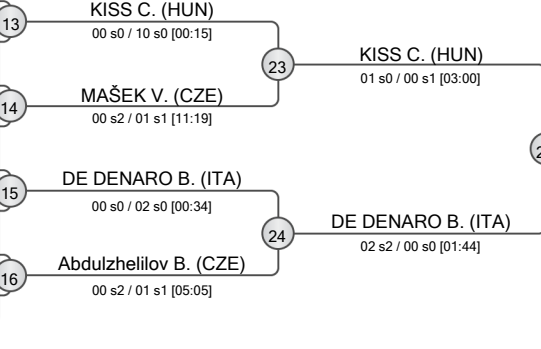 13
KISS C. (HUN)
00 s0 / 10 s0 [00:15]
23
KISS C. (HUN)
01 s0 / 00 s1 [03:00]
14
MAŠEK V. (CZE)
00 s2 / 01 s1 [11:19]
15
DE DENARO B. (ITA)
00 s0 / 02 s0 [00:34]
24
DE DENARO B. (ITA)
02 s2 / 00 s0 [01:44]
16
Abdulzhelilov B. (CZE)
00 s2 / 01 s1 [05:05]